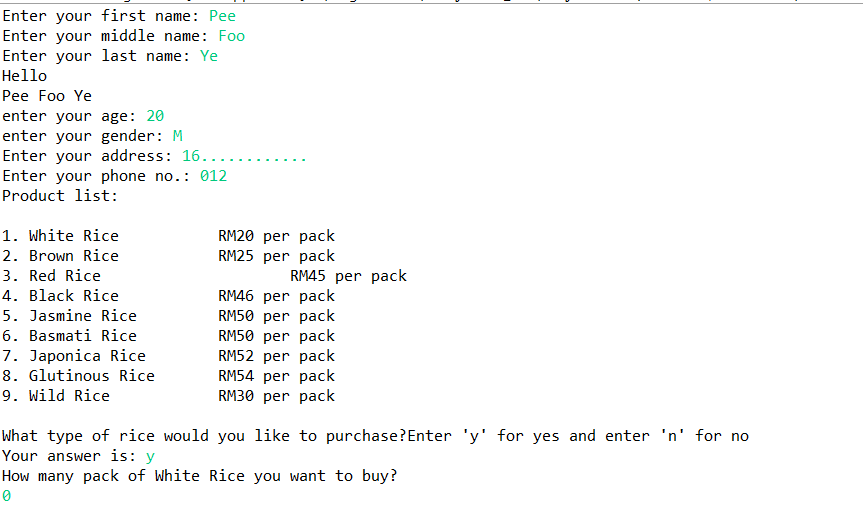 Enter your first name: Pee
Enter your middle name: Foo
Enter your last name: Ye
Hello
Pee Foo Ye
enter your age: 20
enter your gender: M
Enter your address: 16............
Enter your phone no.: 012
Product list:
1. White Rice RM20 per pack
2. Brown Rice RM25 per pack
3. Red Rice RM45 per pack
4. Black Rice RM46 per pack
5. Jasmine Rice RM50 per pack
6. Basmati Rice RM50 per pack
7. Japonica Rice RM52 per pack
8. Glutinous Rice RM54 per pack
9. Wild Rice RM30 per pack
What type of rice would you like to purchase?Enter 'y' for yes and enter 'n' for no
Your answer is: y
How many pack of White Rice you want to buy?
0